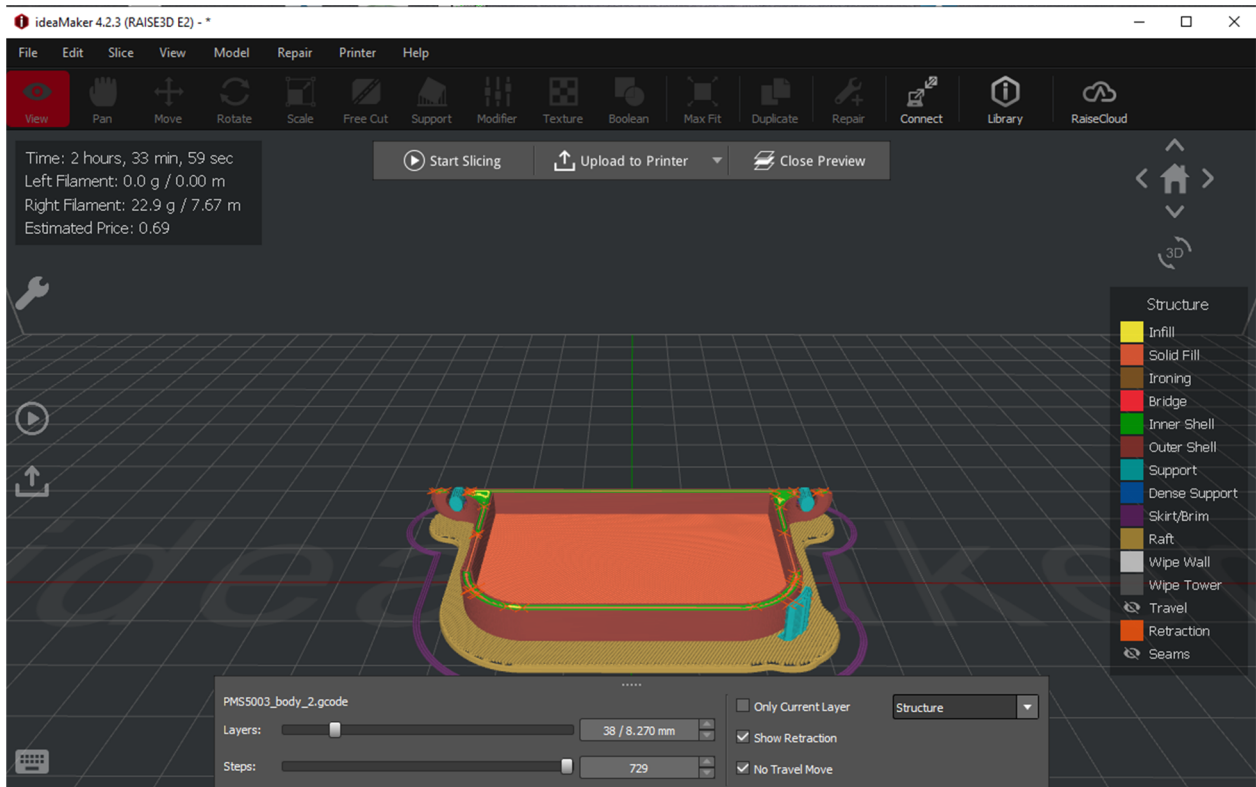 ideaMaker 4.2.3 (RAISE3D E2) - *
File Edit Slice View Model Repair Printer Help
View Pan Move Rotate Scale Free Cut Support Modifier Texture Boolean Max Fit Duplicate Repair Connect Library RaiseCloud
Time: 2 hours, 33 min, 59 sec
Left Filament: 0.0 g / 0.00 m
Right Filament: 22.9 g / 7.67 m
Estimated Price: 0.69
Start Slicing Upload to Printer Close Preview
3D
Structure
Infill
Solid Fill
Ironing
Bridge
Inner Shell
Outer Shell
Support
Dense Support
Skirt/Brim
Raft
Wipe Wall
Wipe Tower
Travel
Retraction
Seams
ideaMaker
PMS5003_body_2.gcode
Layers: 38 / 8.270 mm
Steps: 729
Only Current Layer
Show Retraction
No Travel Move
Structure